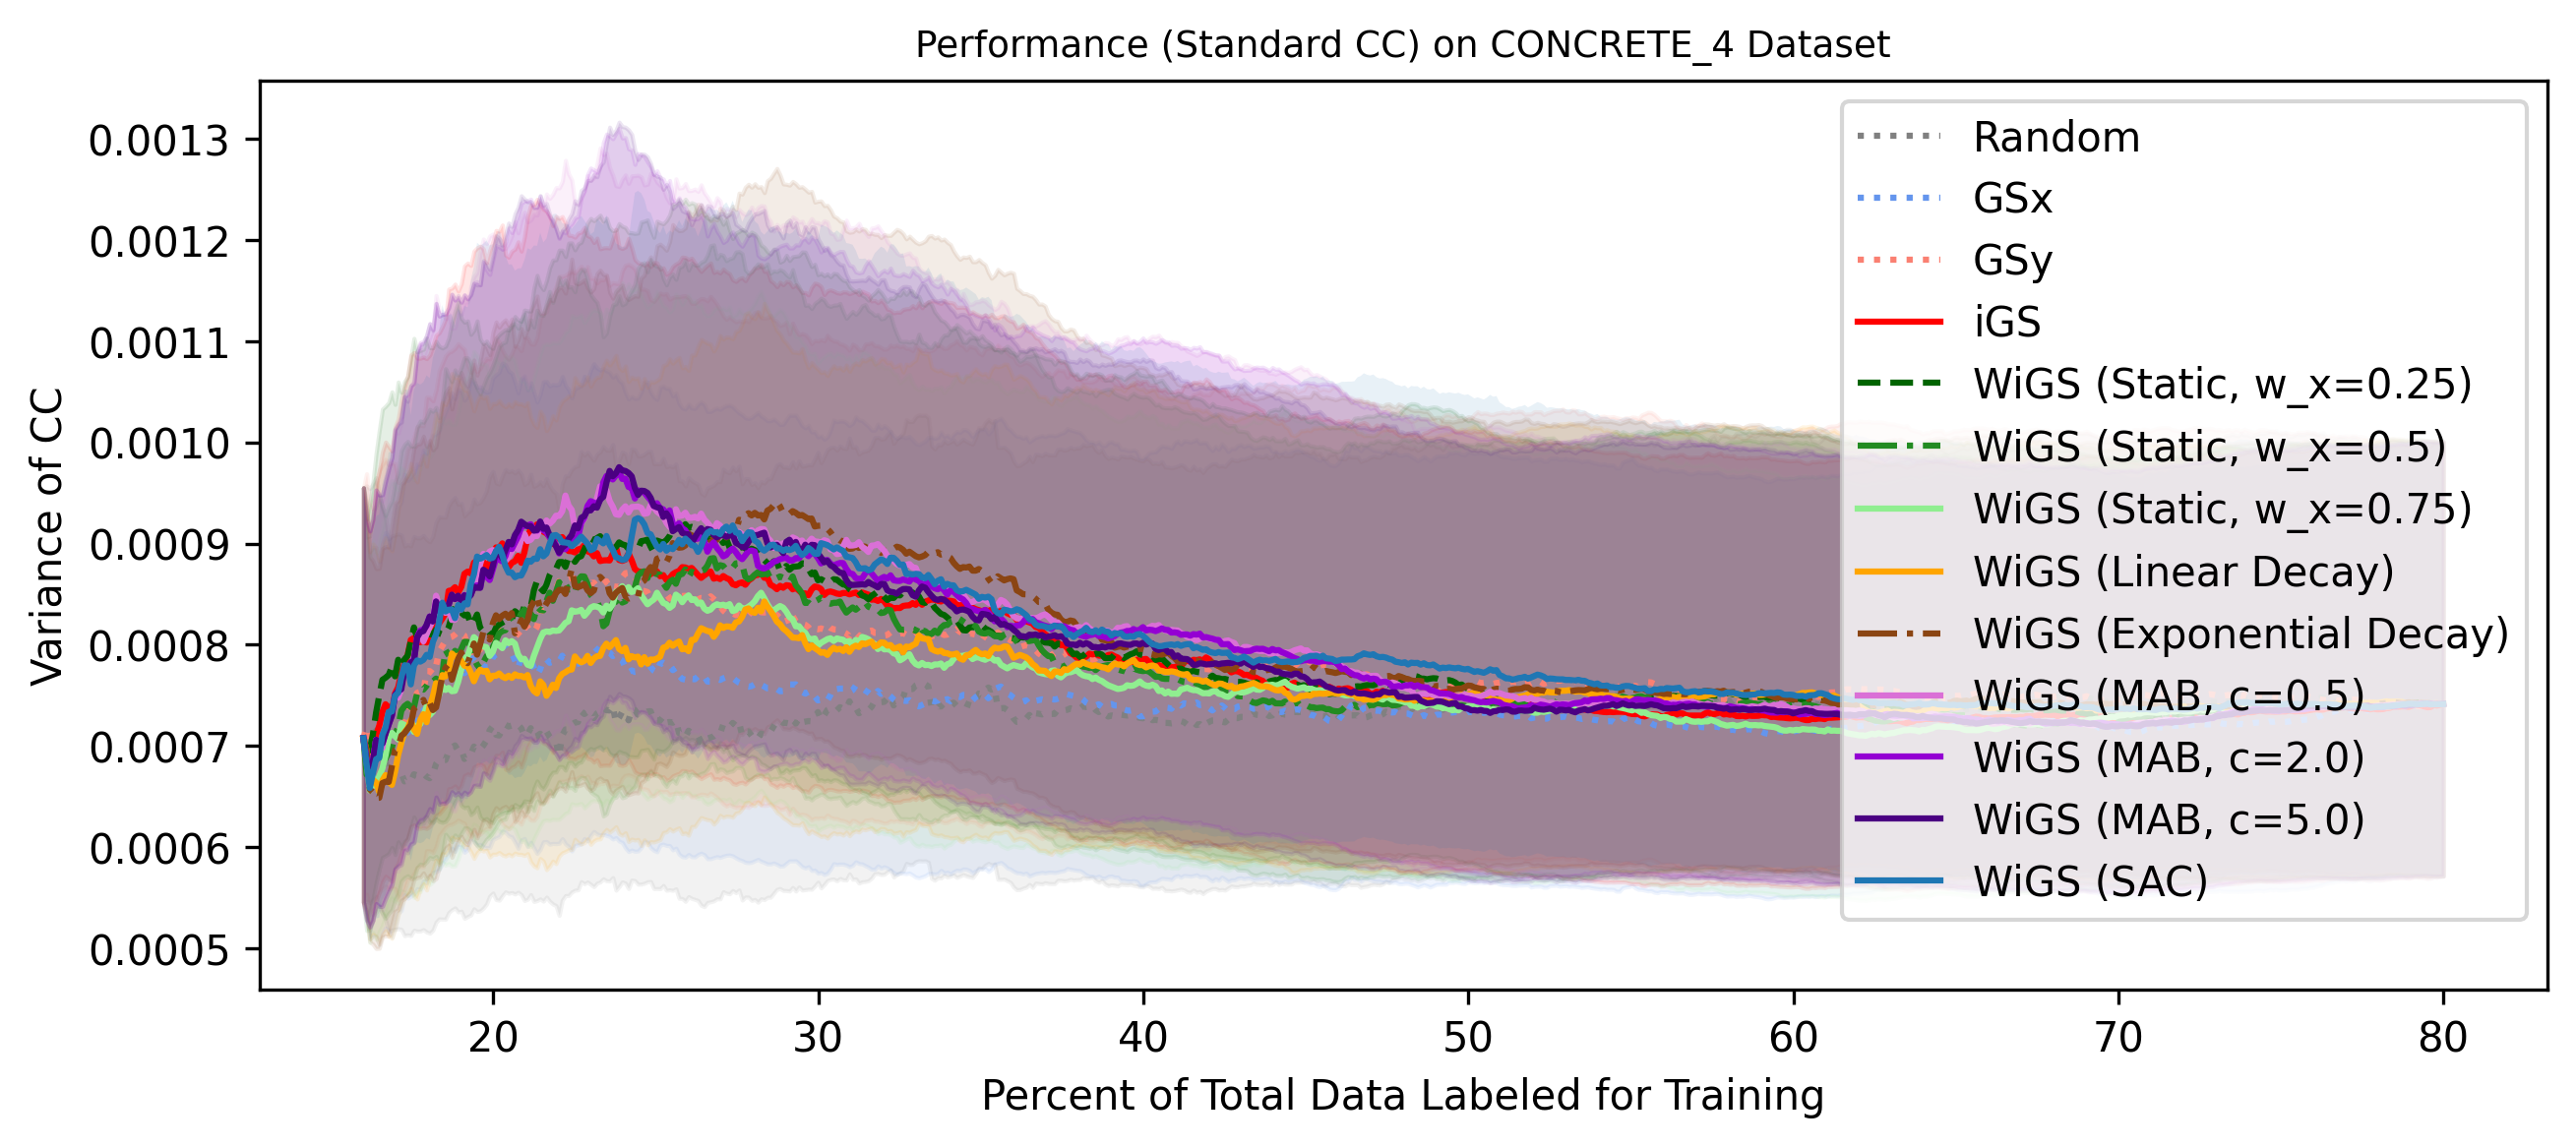 Performance (Standard CC) on CONCRETE_4 Dataset
Variance of CC
0.0013
0.0012
0.0011
0.0010
0.0009
0.0008
0.0007
0.0006
0.0005
20 30 40 50 60 70 80
Percent of Total Data Labeled for Training
Random
GSx
GSy
iGS
WiGS (Static, w_x=0.25)
WiGS (Static, w_x=0.5)
WiGS (Static, w_x=0.75)
WiGS (Linear Decay)
WiGS (Exponential Decay)
WiGS (MAB, c=0.5)
WiGS (MAB, c=2.0)
WiGS (MAB, c=5.0)
WiGS (SAC)